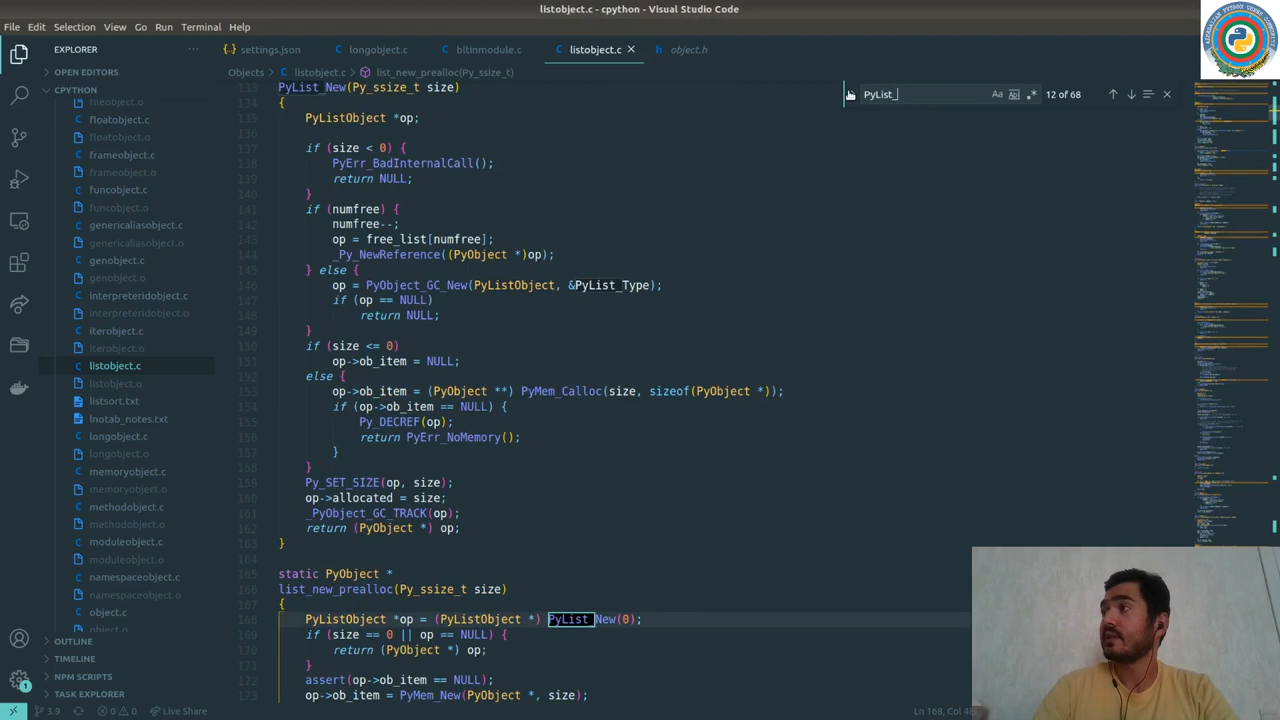 listobject.c - cpython - Visual Studio Code
File Edit Selection View Go Run Terminal Help
EXPLORER ...
settings.json longobject.c bltinmodule.c listobject.c object.h
OPEN EDITORS
Objects > listobject.c > list_new_prealloc(Py_ssize_t)
CPYTHON
fileobject.o
floatobject.c
floatobject.o
frameobject.c
frameobject.o
funcobject.c
funcobject.o
genericaliasobject.c
genericaliasobject.o
genobject.c
genobject.o
interpreteridobject.c
interpreteridobject.o
iterobject.c
iterobject.o
listobject.c
listobject.o
listsort.txt
lnotab_notes.txt
longobject.c
longobject.o
memoryobject.c
memoryobject.o
methodobject.c
methodobject.o
moduleobject.c
moduleobject.o
namespaceobject.c
object.c
object.o
OUTLINE
TIMELINE
NPM SCRIPTS
TASK EXPLORER
PyList_ Aa Abl .* 12 of 68
133 PyList_New(Py_ssize_t size)
134 {
135 PyListObject *op;
136
137 if (size < 0) {
138 PyErr_BadInternalCall();
139 return NULL;
140 }
141 if (numfree) {
142 numfree--;
143 op = free_list[numfree];
144 _Py_NewReference((PyObject *)op);
145 } else {
146 op = PyObject_GC_New(PyListObject, &PyList_Type);
147 if (op == NULL)
148 return NULL;
149 }
150 if (size <= 0)
151 op->ob_item = NULL;
152 else {
153 op->ob_item = (PyObject **) PyMem_Calloc(size, sizeof(PyObject *));
154 if (op->ob_item == NULL) {
155 Py_DECREF(op);
156 return PyErr_NoMemory();
157 }
158 }
159 Py_SET_SIZE(op, size);
160 op->allocated = size;
161 _PyObject_GC_TRACK(op);
162 return (PyObject *) op;
163 }
164
165 static PyObject *
166 list_new_prealloc(Py_ssize_t size)
167 {
168 PyListObject *op = (PyListObject *) PyList_New(0);
169 if (size == 0 || op == NULL) {
170 return (PyObject *) op;
171 }
172 assert(op->ob_item == NULL);
173 op->ob_item = PyMem_New(PyObject *, size);
3.9 0 0 Live Share
Ln 168, Col 4
AZERBAIJAN PYTHON USERS COMMUNITY